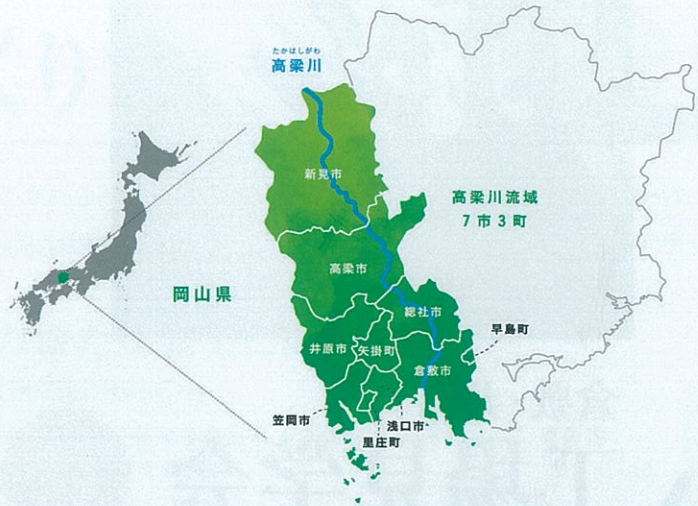 たかはしがわ
高梁川
新見市
高梁川流域
7市3町
高梁市
岡山県
総社市
早島町
井原市
矢掛町
倉敷市
笠岡市
浅口市
里庄町